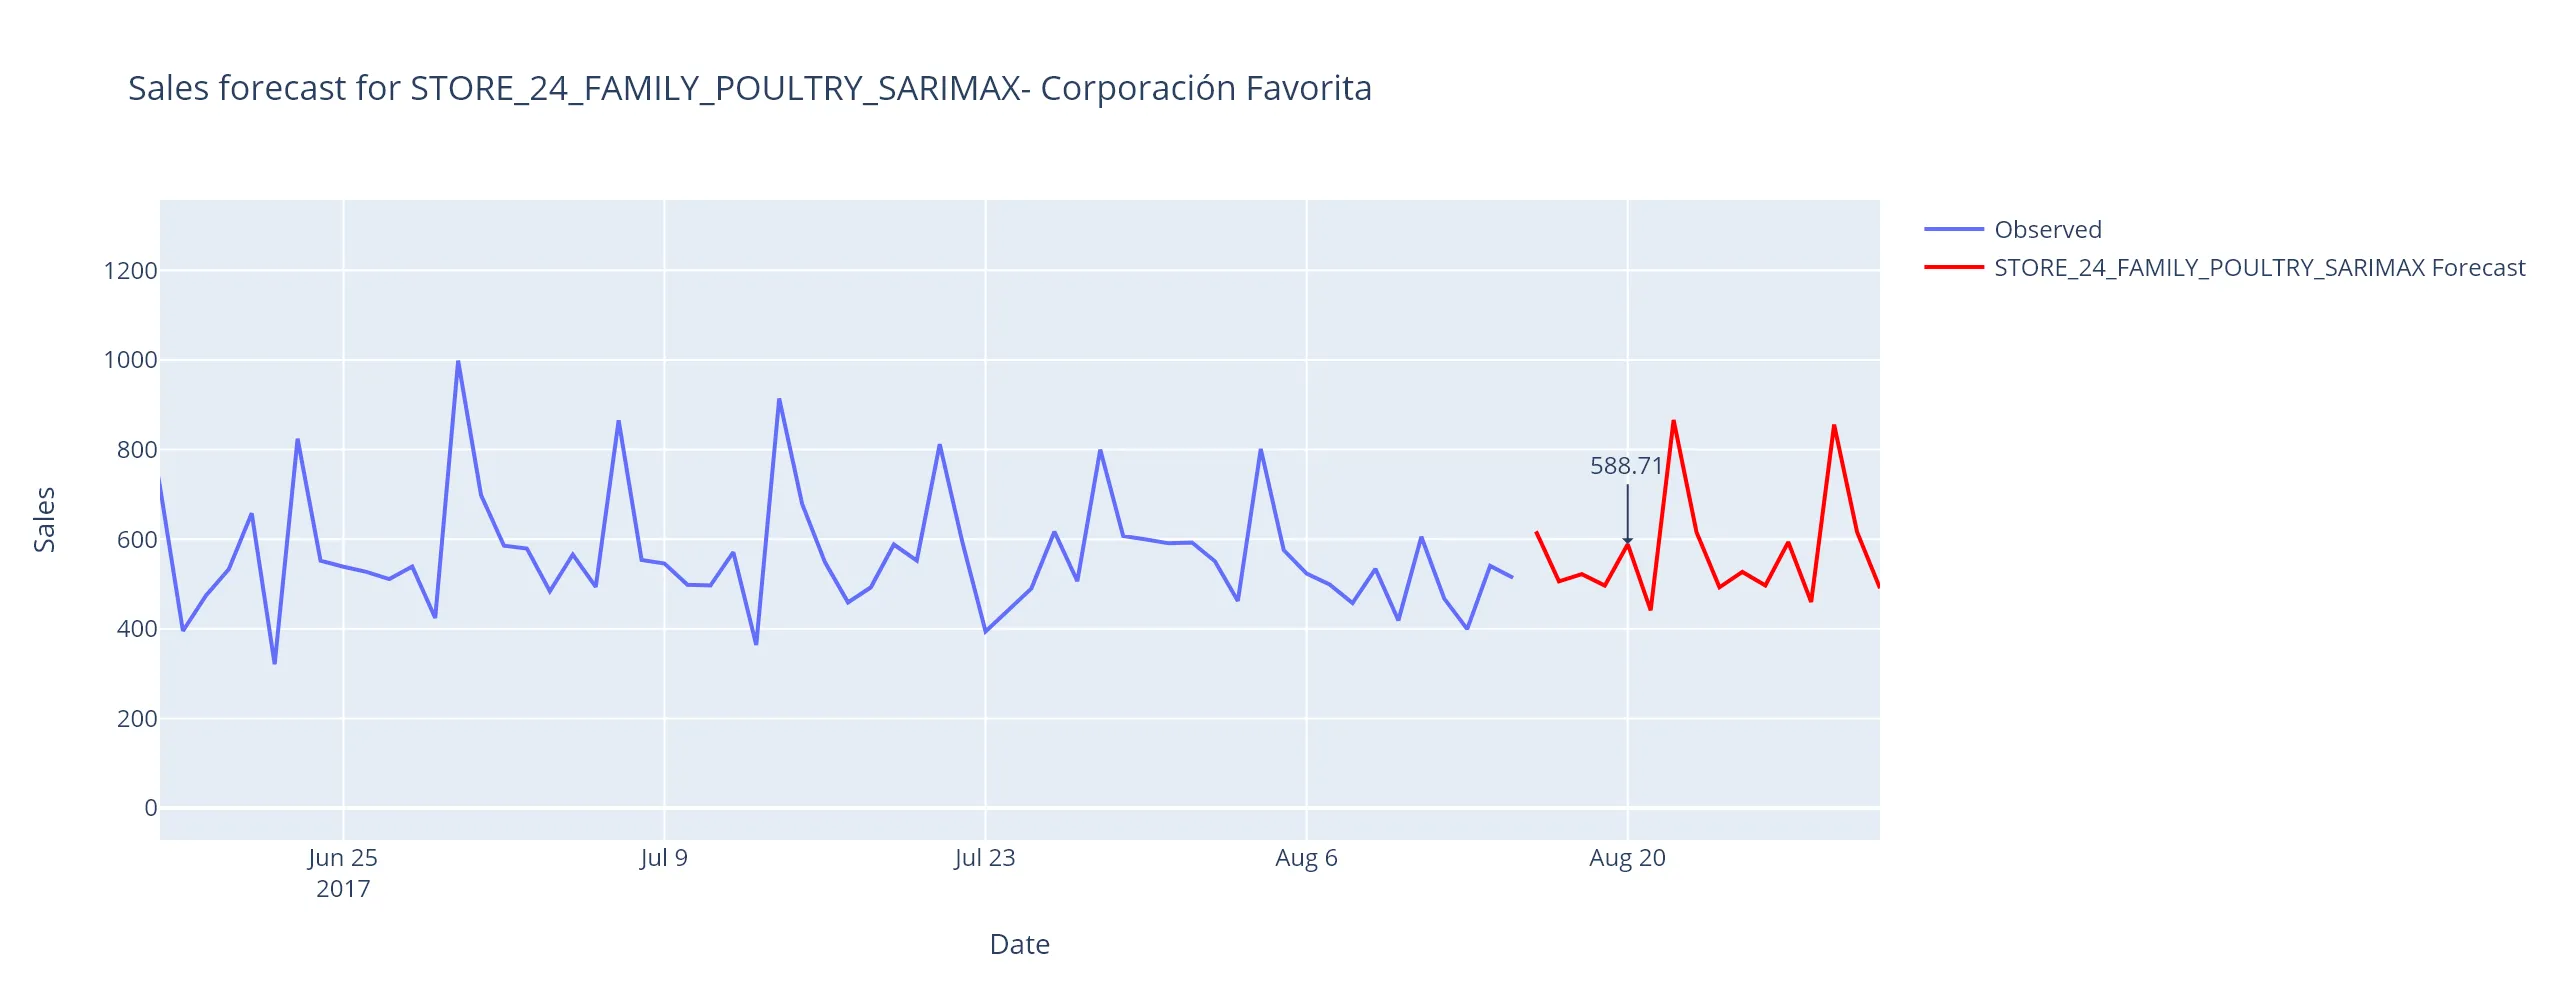 Sales forecast for STORE_24_FAMILY_POULTRY_SARIMAX- Corporación Favorita
Observed
STORE_24_FAMILY_POULTRY_SARIMAX Forecast
1200
1000
800
600
400
200
0
Sales
588.71
Jun 25
2017
Jul 9
Jul 23
Aug 6
Aug 20
Date